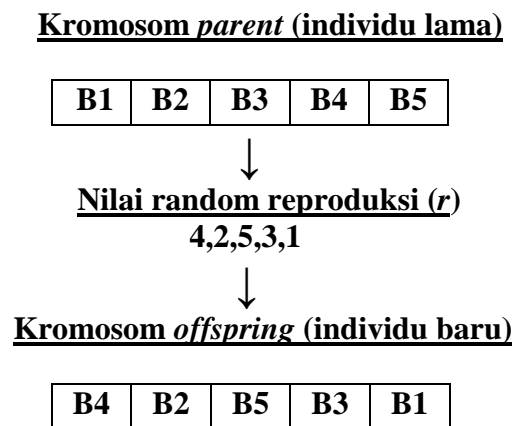 Kromosom parent (individu lama)
B1 B2 B3 B4 B5
Nilai random reproduksi (r)
4,2,5,3,1
Kromosom offspring (individu baru)
B4 B2 B5 B3 B1